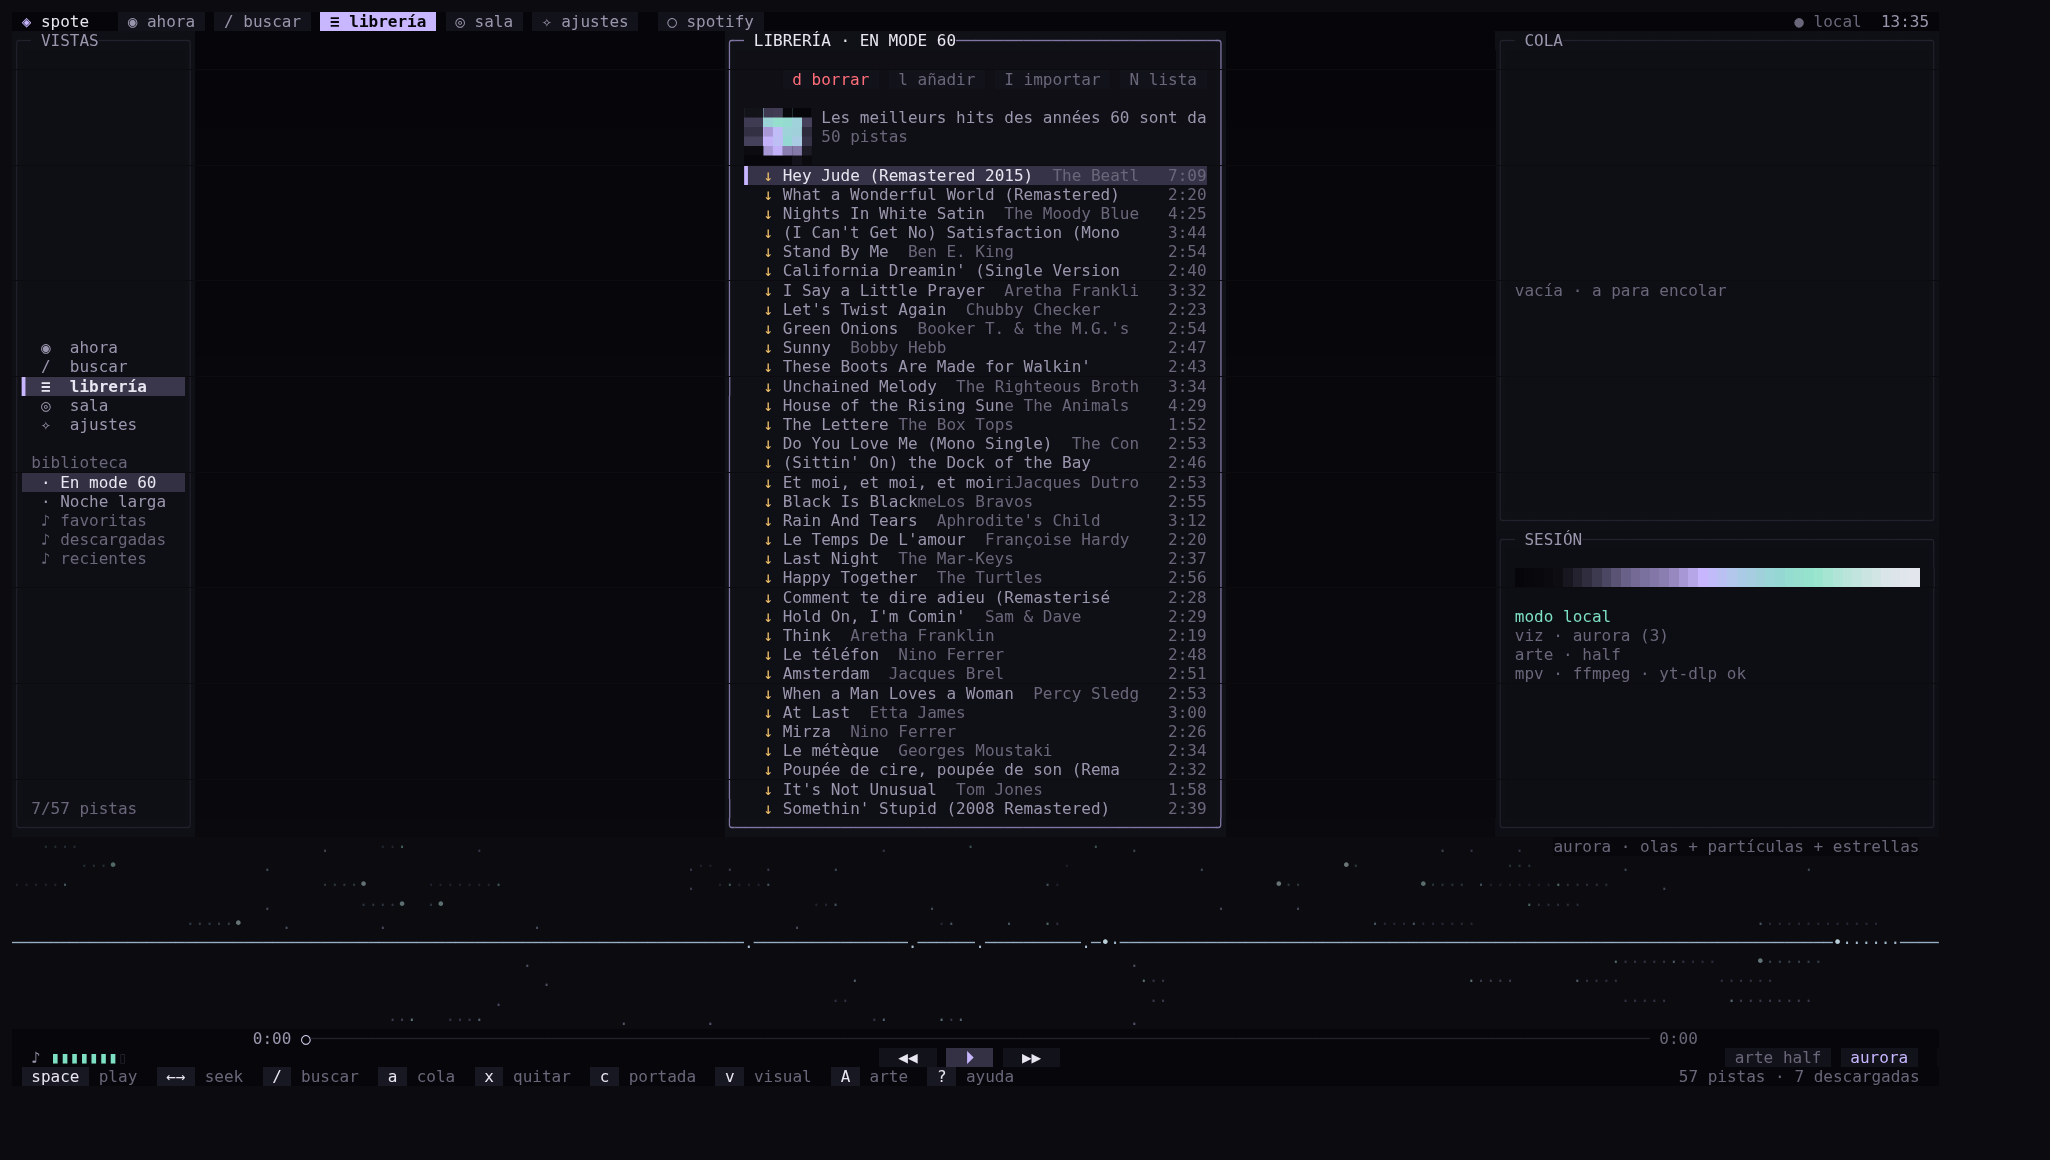 ◈ spote ◉ ahora / buscar ☰ librería ◎ sala ✧ ajustes ○ spotify ● local 13:35
VISTAS
◉ ahora
/ buscar
☰ librería
◎ sala
✧ ajustes
biblioteca
· En mode 60
· Noche larga
♪ favoritas
♪ descargadas
♪ recientes
7/57 pistas
LIBRERÍA · EN MODE 60
d borrar l añadir I importar N lista
Les meilleurs hits des années 60 sont da
50 pistas
↓ Hey Jude (Remastered 2015) The Beatl 7:09
↓ What a Wonderful World (Remastered) 2:20
↓ Nights In White Satin The Moody Blue 4:25
↓ (I Can't Get No) Satisfaction (Mono 3:44
↓ Stand By Me Ben E. King 2:54
↓ California Dreamin' (Single Version 2:40
↓ I Say a Little Prayer Aretha Frankli 3:32
↓ Let's Twist Again Chubby Checker 2:23
↓ Green Onions Booker T. & the M.G.'s 2:54
↓ Sunny Bobby Hebb 2:47
↓ These Boots Are Made for Walkin' 2:43
↓ Unchained Melody The Righteous Broth 3:34
↓ House of the Rising Sune The Animals 4:29
↓ The Lettere The Box Tops 1:52
↓ Do You Love Me (Mono Single) The Con 2:53
↓ (Sittin' On) the Dock of the Bay 2:46
↓ Et moi, et moi, et moiriJacques Dutro 2:53
↓ Black Is BlackmeLos Bravos 2:55
↓ Rain And Tears Aphrodite's Child 3:12
↓ Le Temps De L'amour Françoise Hardy 2:20
↓ Last Night The Mar-Keys 2:37
↓ Happy Together The Turtles 2:56
↓ Comment te dire adieu (Remasterisé 2:28
↓ Hold On, I'm Comin' Sam & Dave 2:29
↓ Think Aretha Franklin 2:19
↓ Le téléfon Nino Ferrer 2:48
↓ Amsterdam Jacques Brel 2:51
↓ When a Man Loves a Woman Percy Sledg 2:53
↓ At Last Etta James 3:00
↓ Mirza Nino Ferrer 2:26
↓ Le métèque Georges Moustaki 2:34
↓ Poupée de cire, poupée de son (Rema 2:32
↓ It's Not Unusual Tom Jones 1:58
↓ Somethin' Stupid (2008 Remastered) 2:39
COLA
vacía · a para encolar
SESIÓN
modo local
viz · aurora (3)
arte · half
mpv · ffmpeg · yt-dlp ok
aurora · olas + partículas + estrellas
0:00 0:00
♪ ◀◀ ⏵ ▶▶ arte half aurora
space play ←→ seek / buscar a cola x quitar c portada v visual A arte ? ayuda 57 pistas · 7 descargadas